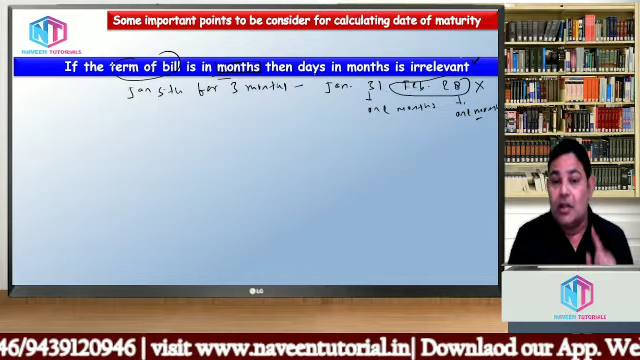 Some important points to be consider for calculating date of maturity
NAVEEN TUTORIALS
If the term of bill is in months then days in months is irrelevant
Jan 5th for 3 months – Jan. 31 Feb. 28 X
one months
one months
LG
NAVEEN TUTORIALS
46/9439120946 | visit www.naveentutorial.in| Downlaod our App. We